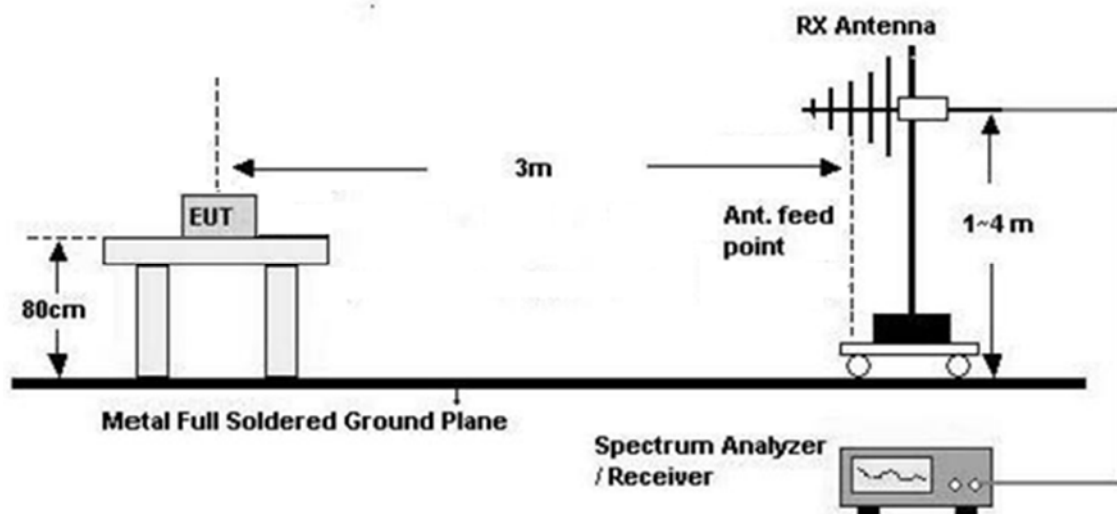 RX Antenna
3m
EUT
Ant. feed
point
1~4 m
80cm
Metal Full Soldered Ground Plane
Spectrum Analyzer
/ Receiver